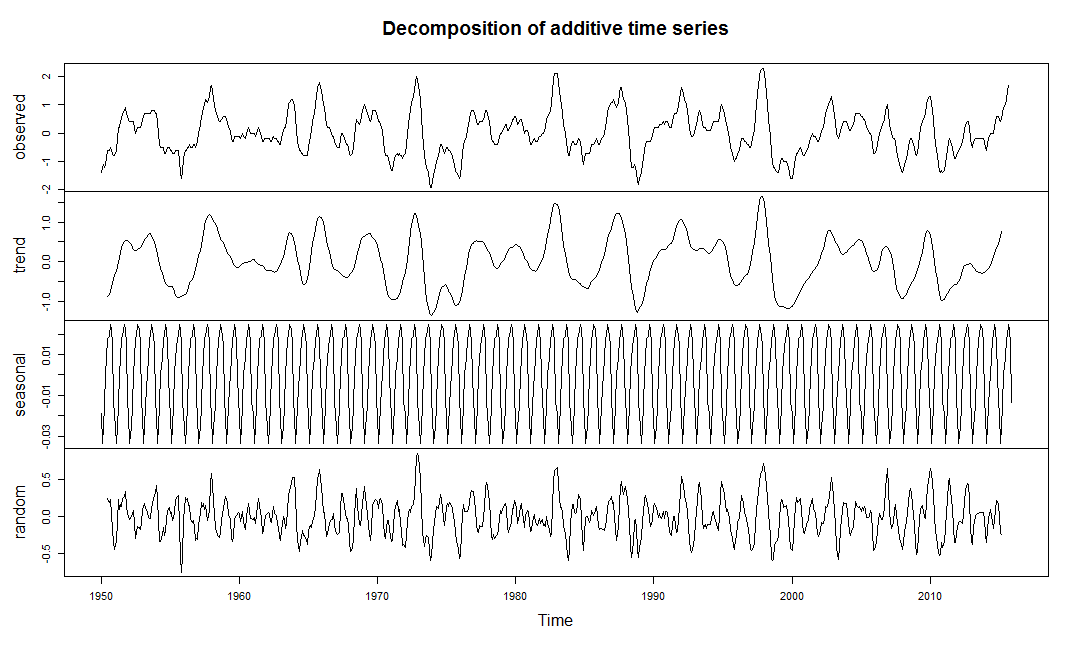 Decomposition of additive time series
observed
-2 -1 0 1 2
trend
-1.0 0.0 1.0
seasonal
-0.03 -0.01 0.01
random
-0.5 0.0 0.5
1950 1960 1970 1980 1990 2000 2010
Time